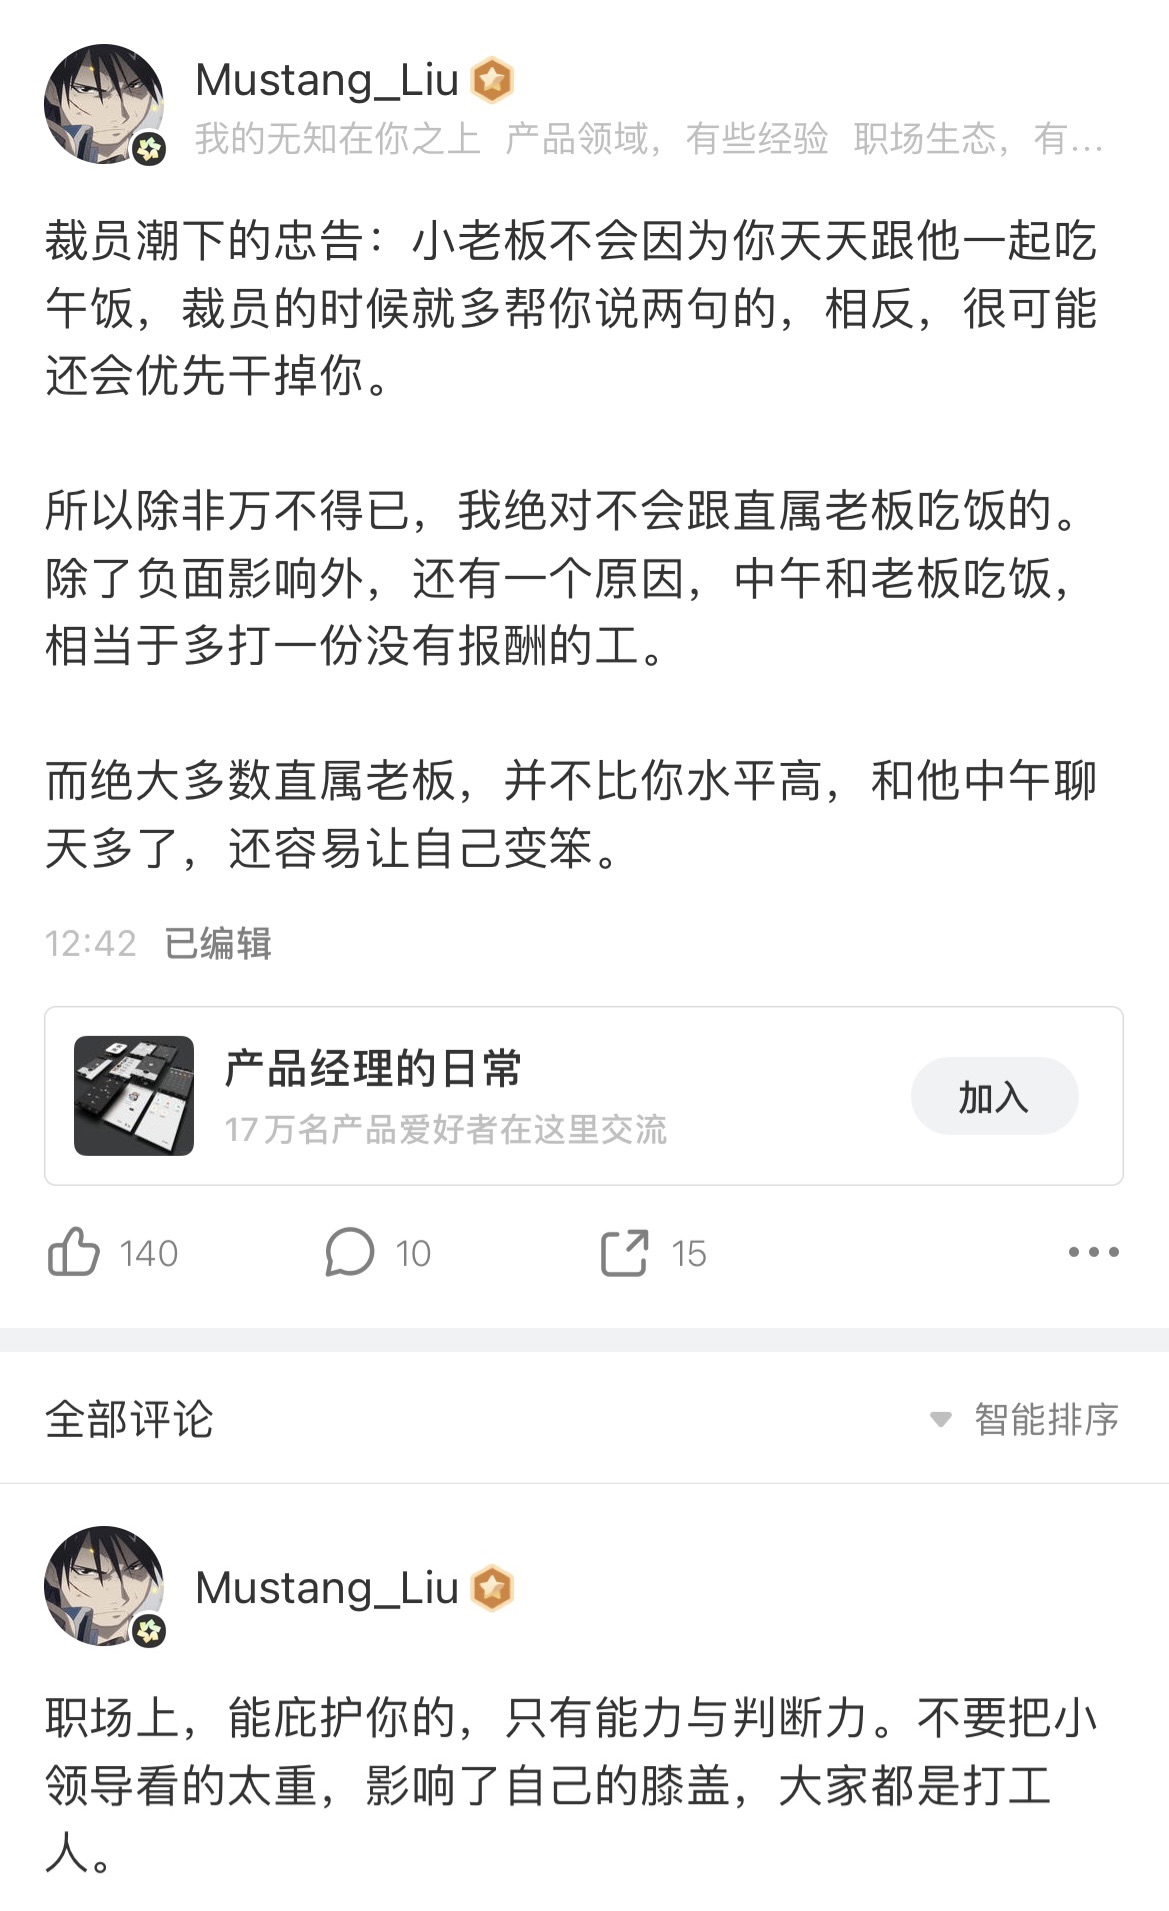 Mustang_Liu
我的无知在你之上 产品领域，有些经验 职场生态，有...
裁员潮下的忠告：小老板不会因为你天天跟他一起吃
午饭，裁员的时候就多帮你说两句的，相反，很可能
还会优先干掉你。
所以除非万不得已，我绝对不会跟直属老板吃饭的。
除了负面影响外，还有一个原因，中午和老板吃饭，
相当于多打一份没有报酬的工。
而绝大多数直属老板，并不比你水平高，和他中午聊
天多了，还容易让自己变笨。
12:42 已编辑
产品经理的日常
17万名产品爱好者在这里交流
加入
140 10 15
全部评论 智能排序
Mustang_Liu
职场上，能庇护你的，只有能力与判断力。不要把小
领导看的太重，影响了自己的膝盖，大家都是打工
人。